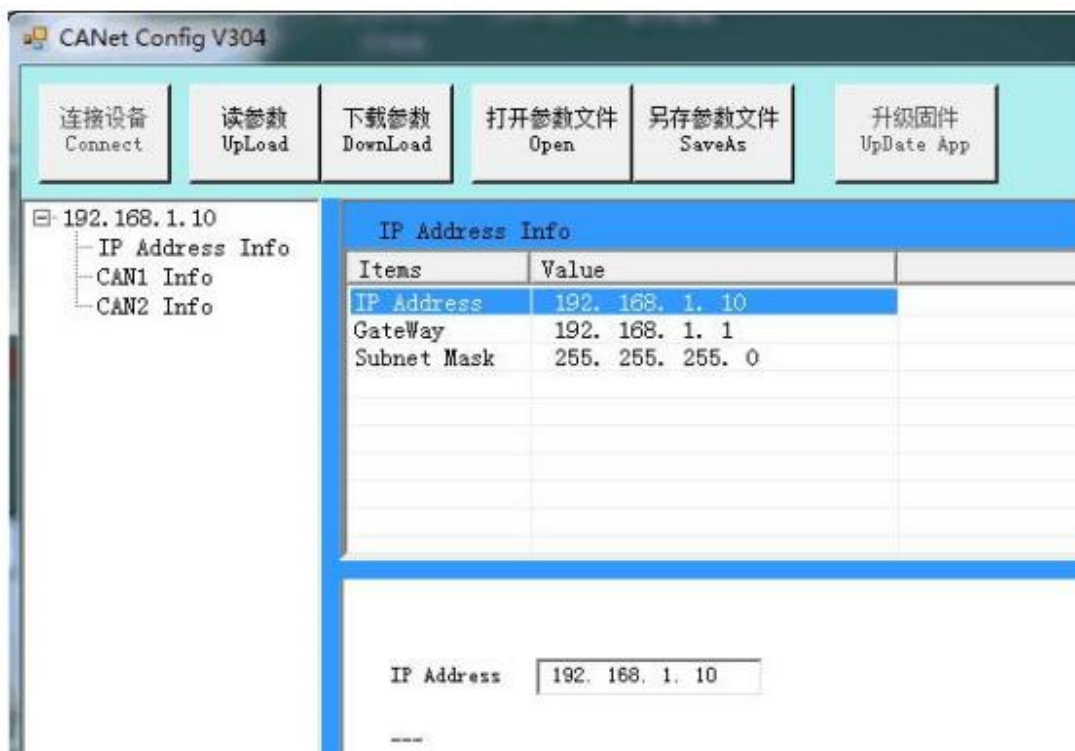 CANet Config V304
连接设备 读参数 下载参数 打开参数文件 另存参数文件 升级固件
Connect UpLoad DownLoad Open SaveAs UpDate App
192.168.1.10
IP Address Info
CAN1 Info
CAN2 Info
IP Address Info
Items Value
IP Address 192. 168. 1. 10
GateWay 192. 168. 1. 1
Subnet Mask 255. 255. 255. 0
IP Address 192. 168. 1. 10
---